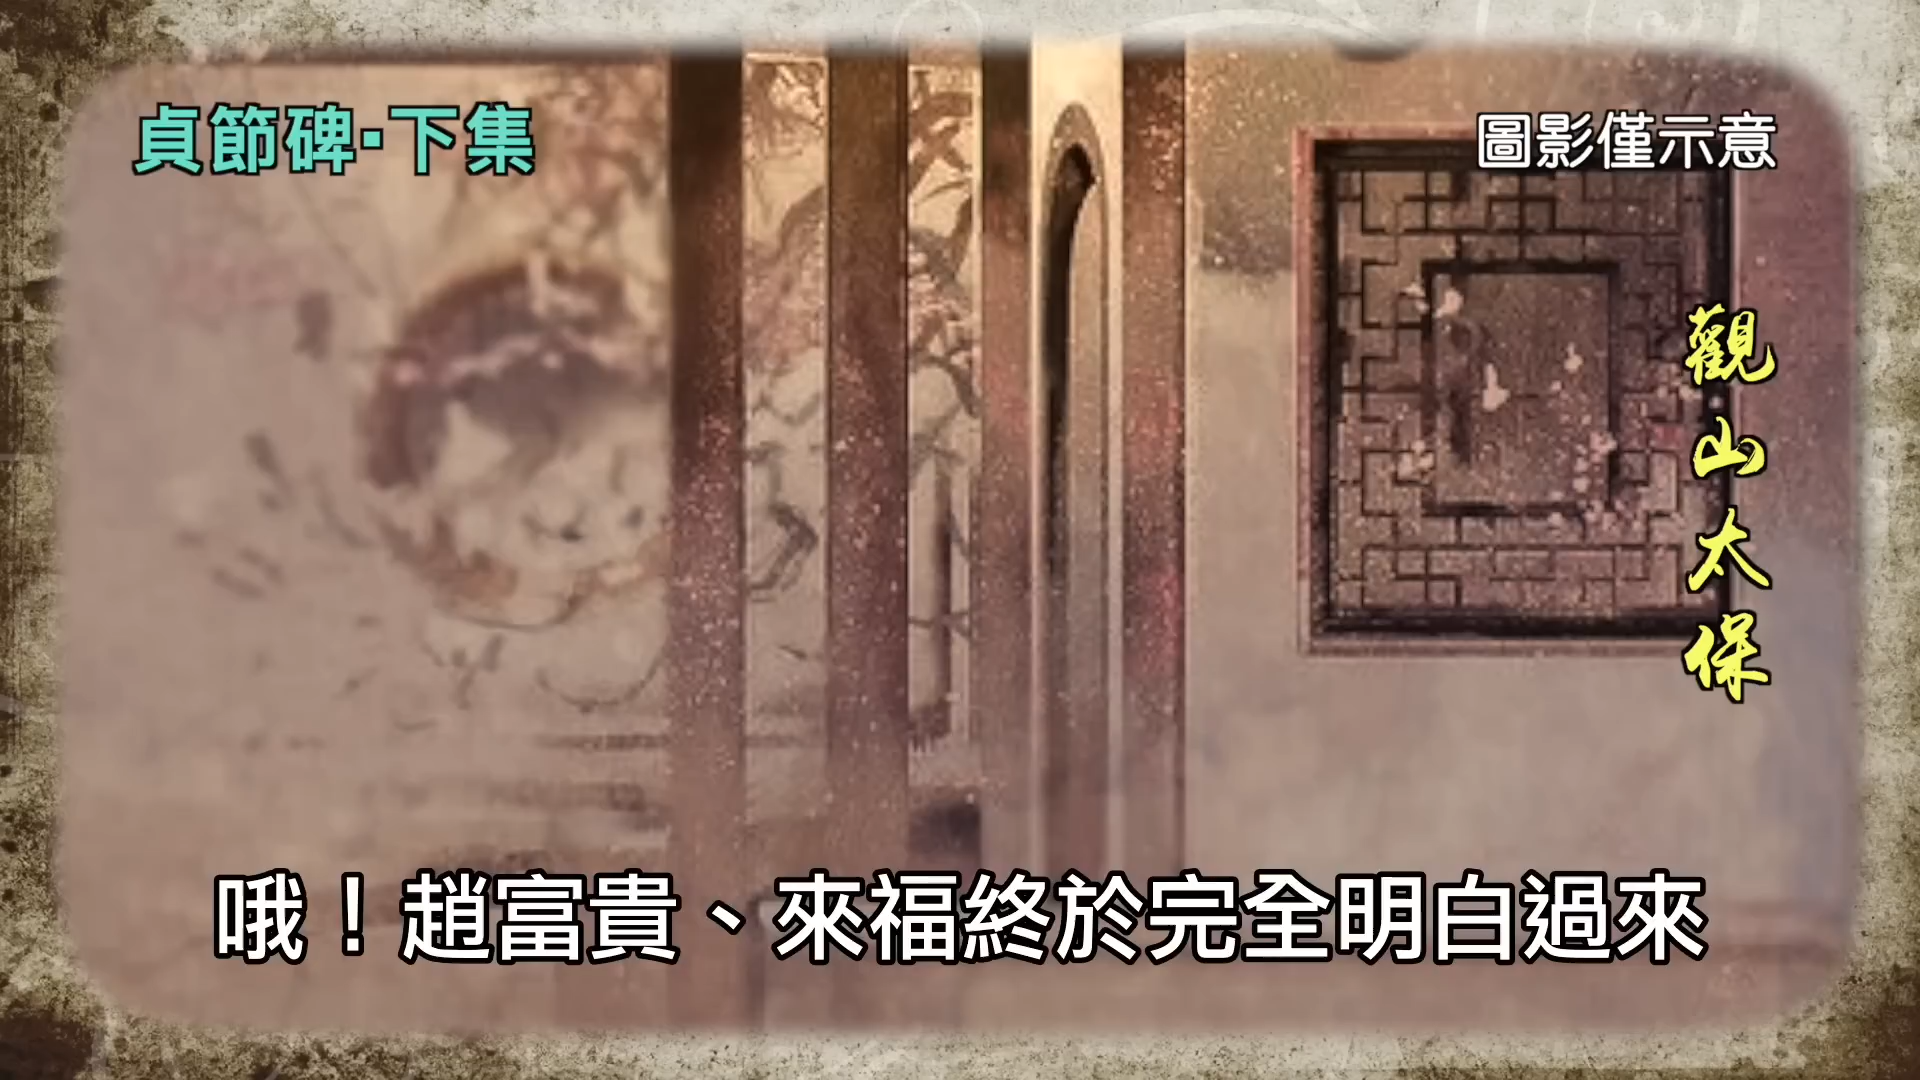 貞節碑·下集
圖影僅示意
觀山太保
哦！趙富貴、來福終於完全明白過來